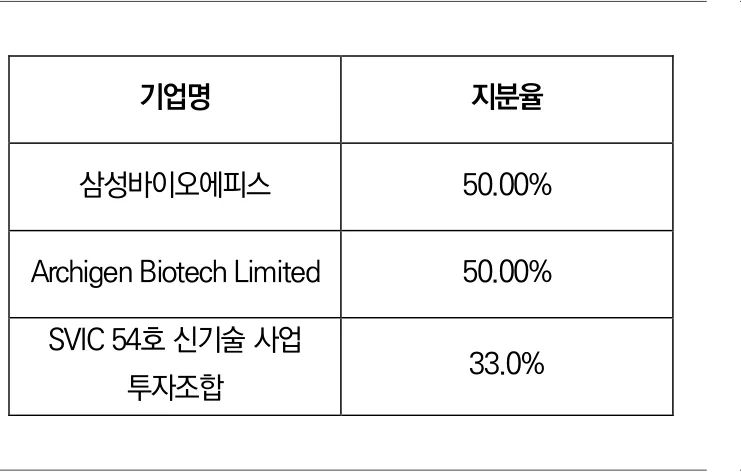 기업명 지분율
삼성바이오에피스 50.00%
Archigen Biotech Limited 50.00%
SVIC 54호 신기술 사업
투자조합 33.0%